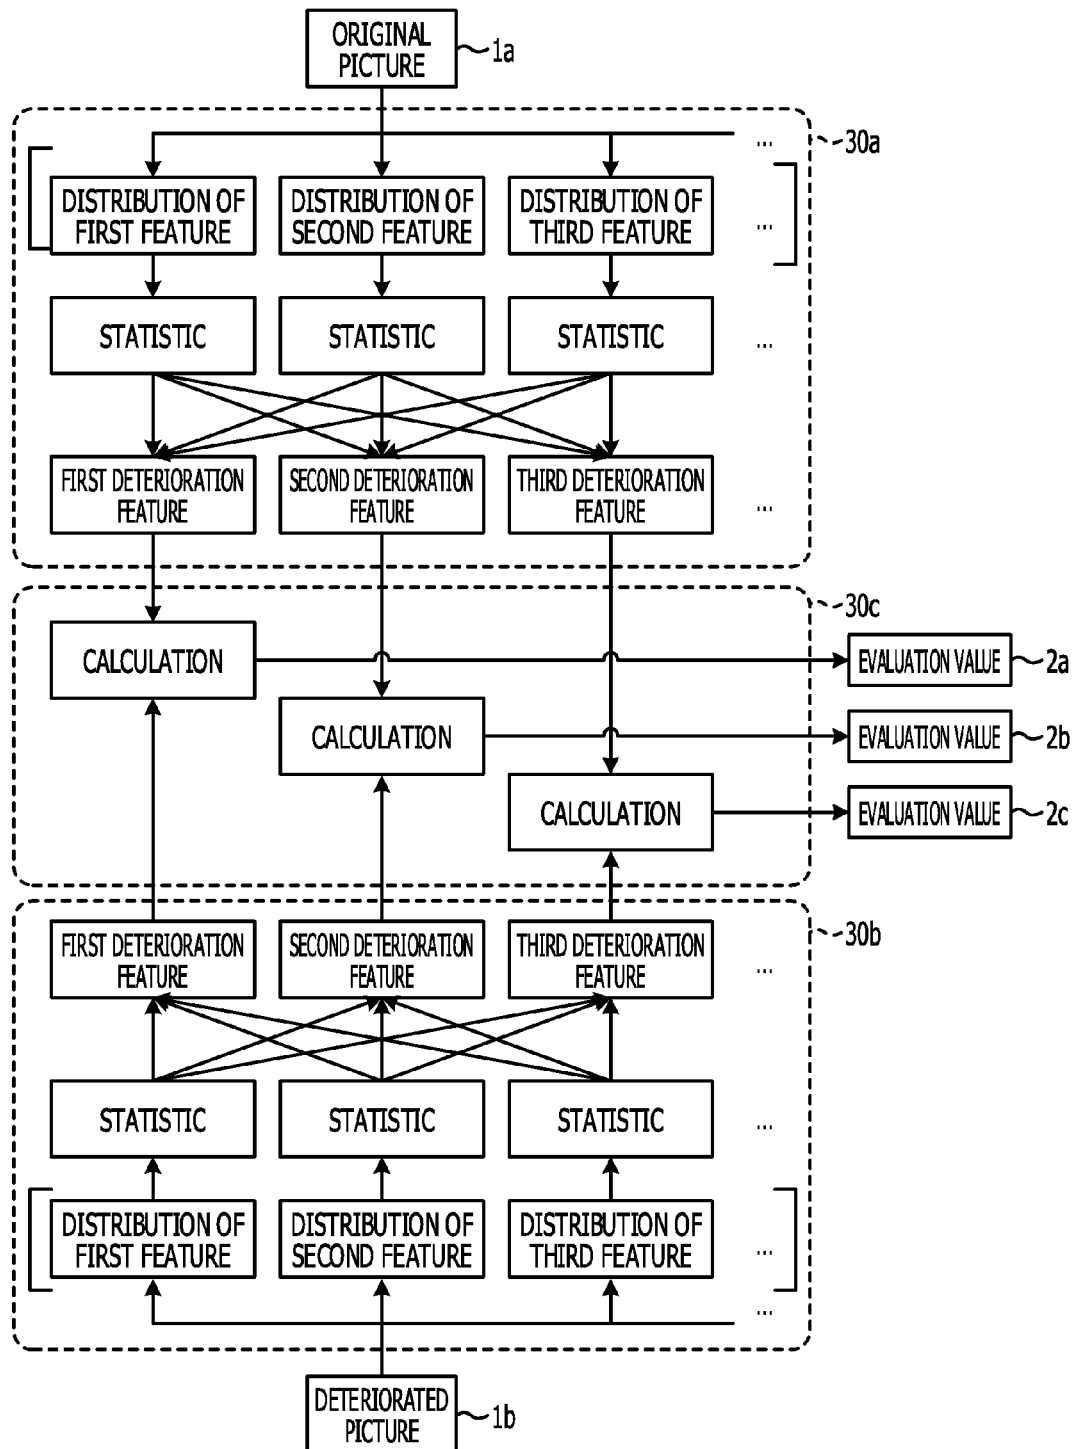 ORIGINAL
PICTURE
1a
30a
...
DISTRIBUTION OF
FIRST FEATURE
DISTRIBUTION OF
SECOND FEATURE
DISTRIBUTION OF
THIRD FEATURE
...
STATISTIC
STATISTIC
STATISTIC
...
FIRST DETERIORATION
FEATURE
SECOND DETERIORATION
FEATURE
THIRD DETERIORATION
FEATURE
...
30c
CALCULATION
EVALUATION VALUE
2a
CALCULATION
EVALUATION VALUE
2b
CALCULATION
EVALUATION VALUE
2c
30b
FIRST DETERIORATION
FEATURE
SECOND DETERIORATION
FEATURE
THIRD DETERIORATION
FEATURE
...
STATISTIC
STATISTIC
STATISTIC
...
DISTRIBUTION OF
FIRST FEATURE
DISTRIBUTION OF
SECOND FEATURE
DISTRIBUTION OF
THIRD FEATURE
...
...
DETERIORATED
PICTURE
1b